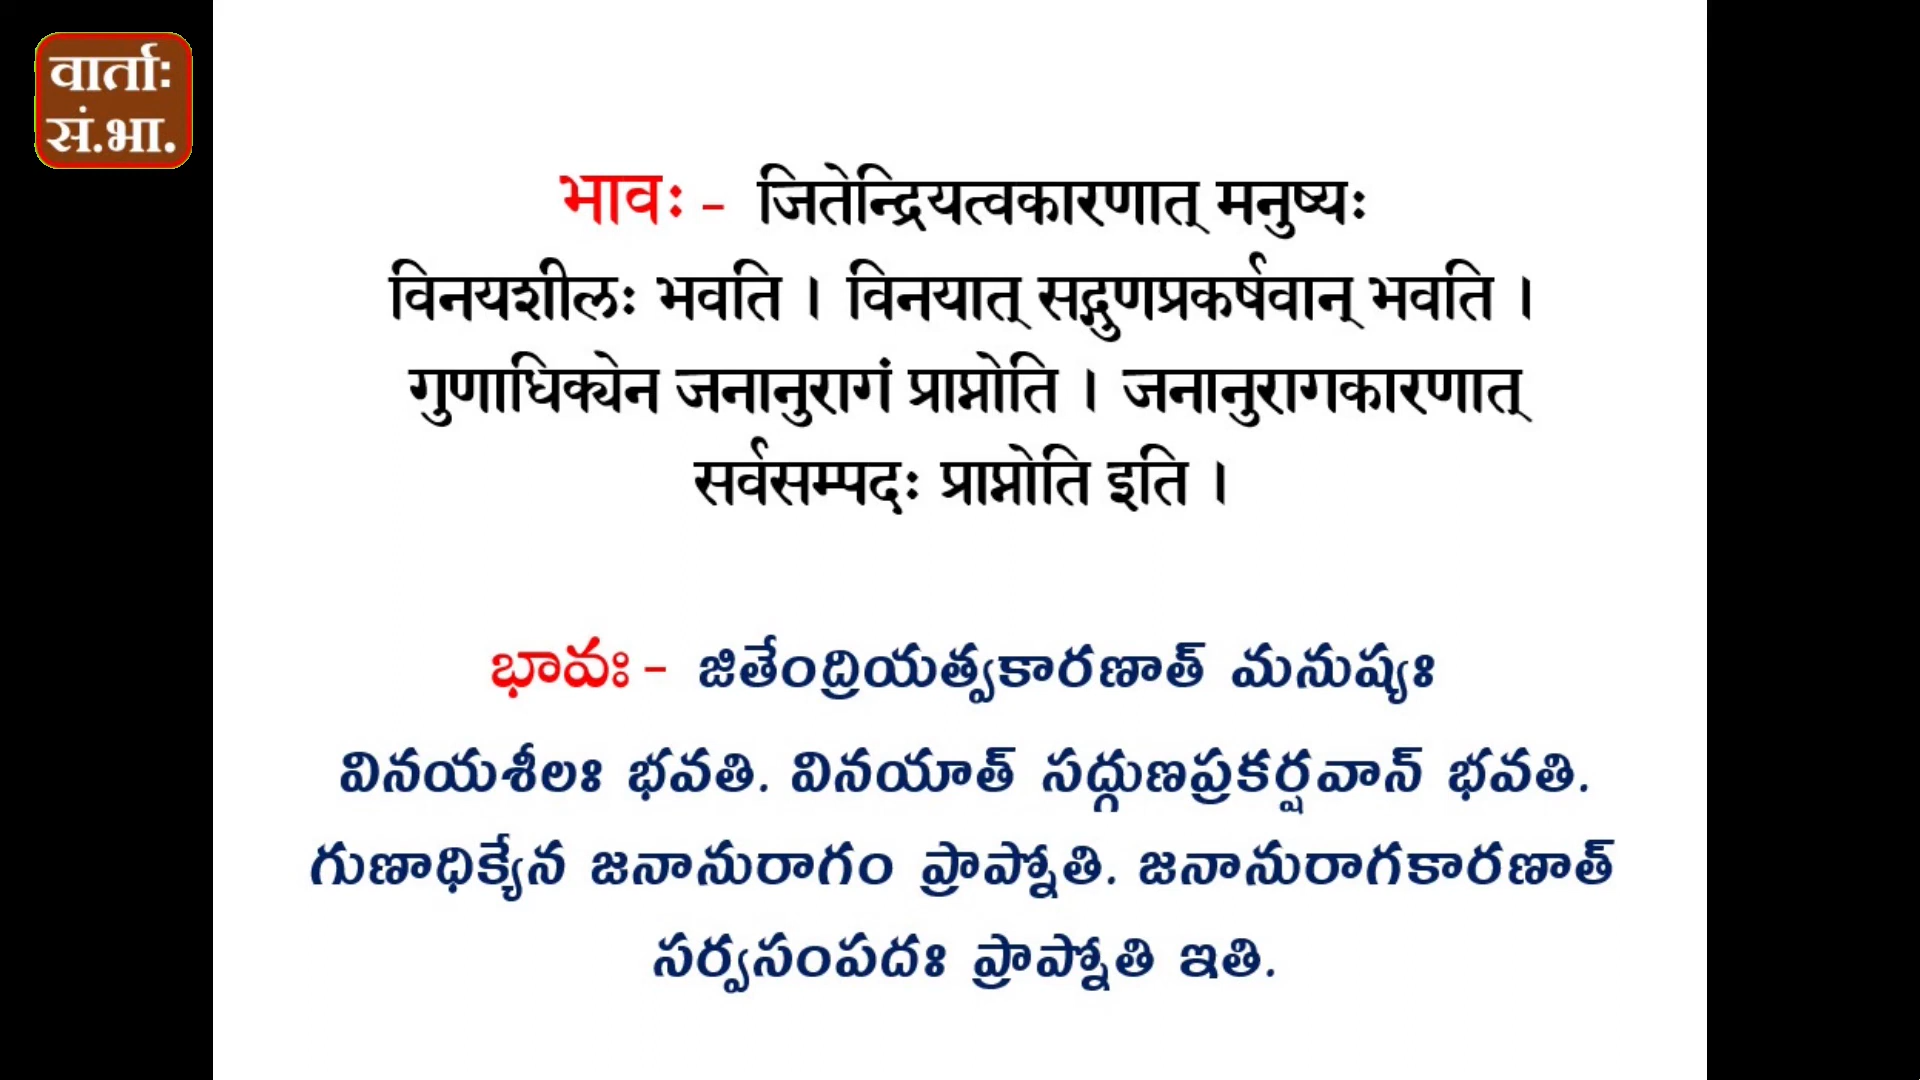 वार्ताः
सं.भा.
भावः - जितेन्द्रियत्वकारणात् मनुष्यः
विनयशीलः भवति । विनयात् सद्गुणप्रकर्षवान् भवति ।
गुणाधिक्येन जनानुरागं प्राप्नोति । जनानुरागकारणात्
सर्वसम्पदः प्राप्नोति इति ।
భావః - జితేంద్రియత్వకారణాత్ మనుష్యః
వినయశీలః భవతి. వినయాత్ సద్గుణప్రకర్షవాన్ భవతి.
గుణాధిక్యేన జనానురాగం ప్రాప్నోతి. జనానురాగకారణాత్
సర్వసంపదః ప్రాప్నోతి ఇతి.